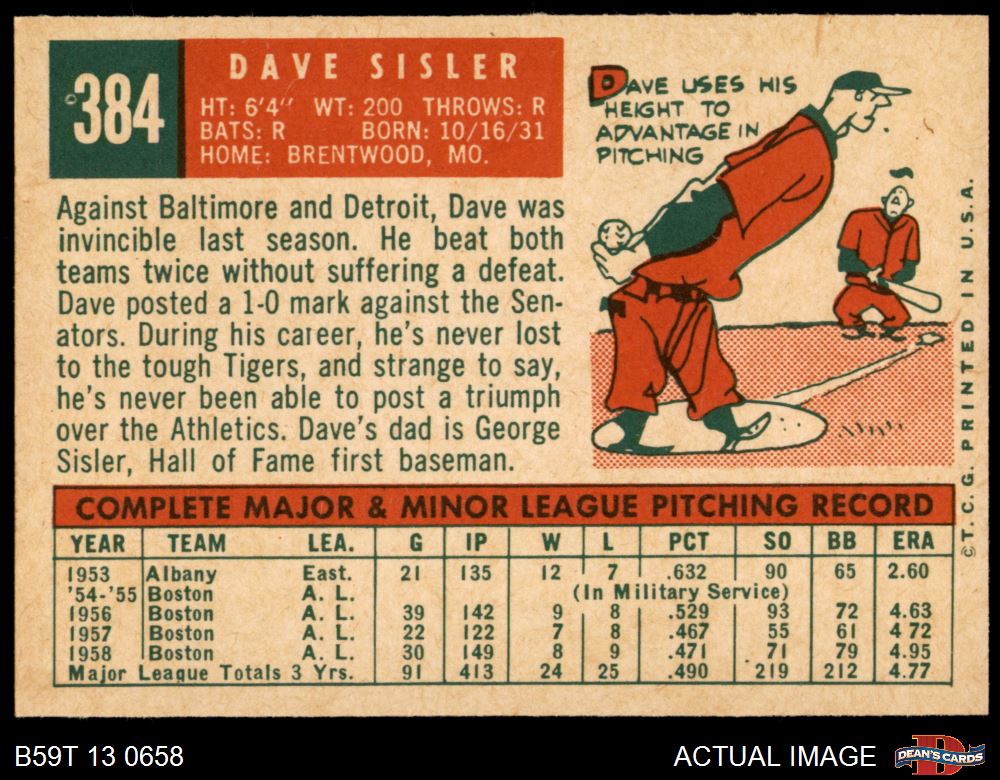 384
DAVE SISLER
HT: 6'4" WT: 200 THROWS: R
BATS: R BORN: 10/16/31
HOME: BRENTWOOD, MO.
DAVE USES HIS
HEIGHT TO
ADVANTAGE IN
PITCHING
Against Baltimore and Detroit, Dave was
invincible last season. He beat both
teams twice without suffering a defeat.
Dave posted a 1-0 mark against the Sen-
ators. During his career, he's never lost
to the tough Tigers, and strange to say,
he's never been able to post a triumph
over the Athletics. Dave's dad is George
Sisler, Hall of Fame first baseman.
©T.C.G. PRINTED IN U.S.A.
COMPLETE MAJOR & MINOR LEAGUE PITCHING RECORD
YEAR TEAM LEA. G IP W L PCT SO BB ERA
1953 Albany East. 21 135 12 7 .632 90 65 2.60
'54-'55 Boston A. L. (In Military Service)
1956 Boston A. L. 39 142 9 8 .529 93 72 4.63
1957 Boston A. L. 22 122 7 8 .467 55 61 4 72
1958 Boston A. L. 30 149 8 9 .471 71 79 4.95
Major League Totals 3 Yrs. 91 413 24 25 .490 219 212 4.77
B59T 13 0658
ACTUAL IMAGE
D
DEAN'S CARDS